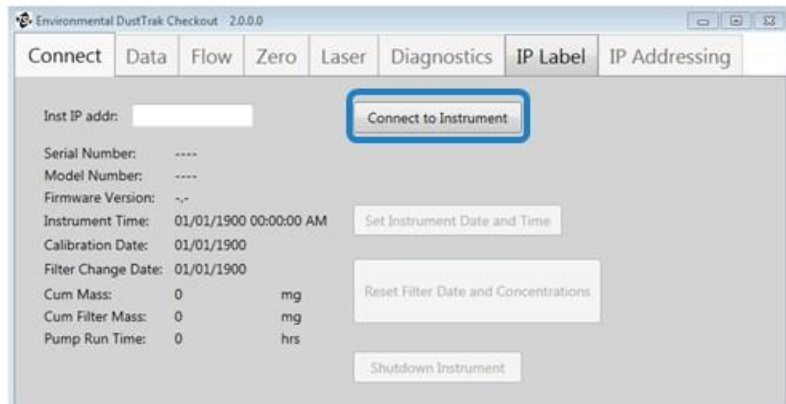 Environmental DustTrak Checkout 2.0.0.0
Connect Data Flow Zero Laser Diagnostics IP Label IP Addressing
Inst IP addr: Connect to Instrument
Serial Number: ----
Model Number: ----
Firmware Version: -.-
Instrument Time: 01/01/1900 00:00:00 AM Set Instrument Date and Time
Calibration Date: 01/01/1900
Filter Change Date: 01/01/1900
Cum Mass: 0 mg Reset Filter Date and Concentrations
Cum Filter Mass: 0 mg
Pump Run Time: 0 hrs
Shutdown Instrument